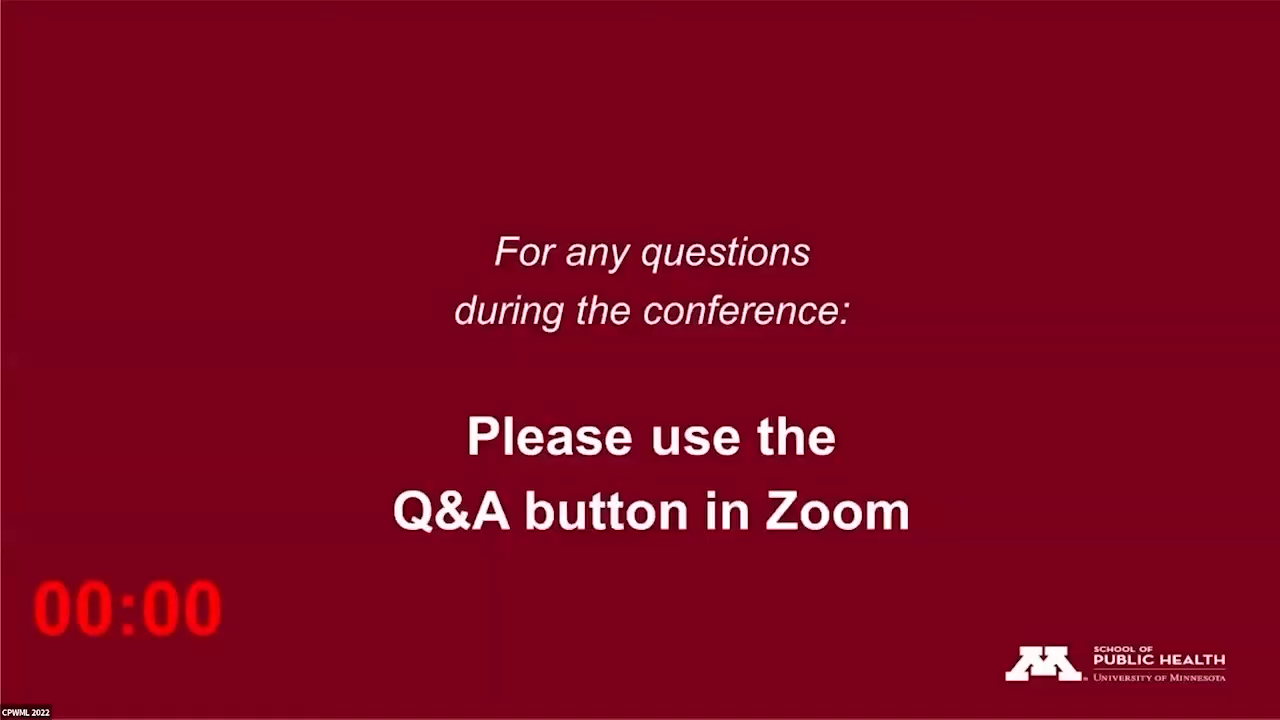 For any questions
during the conference:
Please use the
Q&A button in Zoom
00:00
SCHOOL OF
PUBLIC HEALTH
UNIVERSITY OF MINNESOTA
CPWML 2022